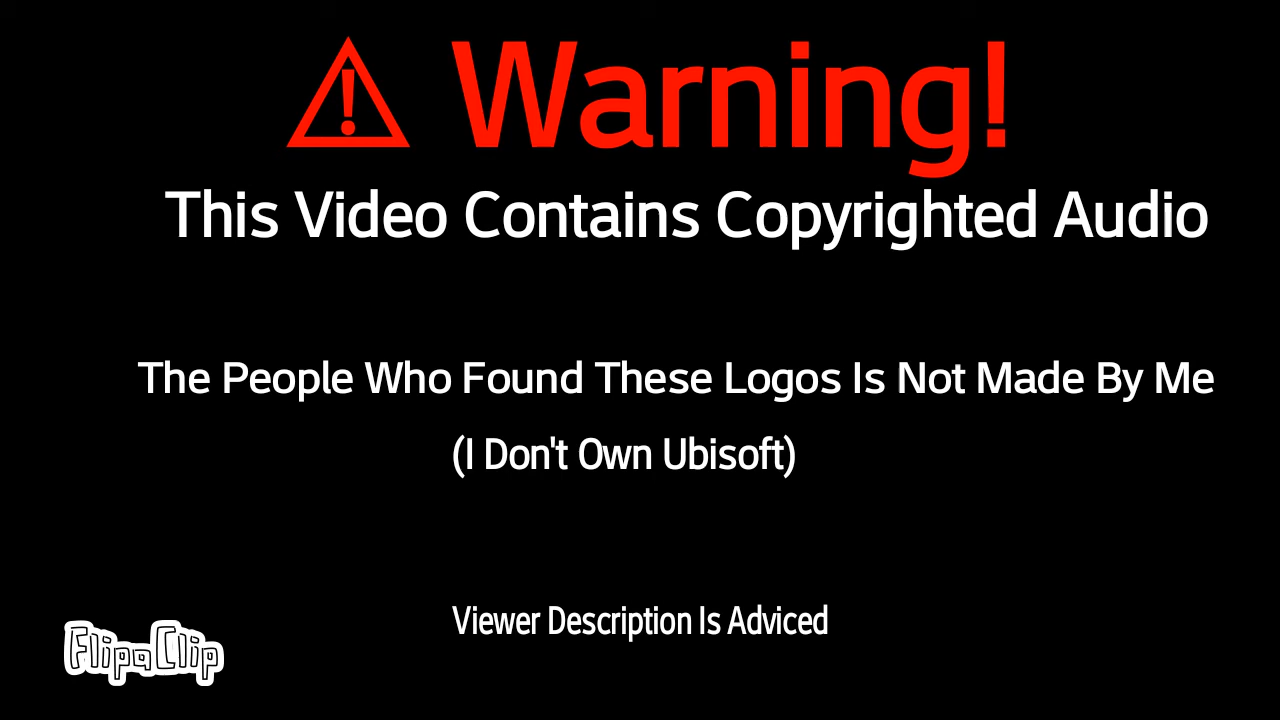 ⚠ Warning!
This Video Contains Copyrighted Audio
The People Who Found These Logos Is Not Made By Me
(I Don't Own Ubisoft)
Viewer Description Is Adviced
FlipaClip